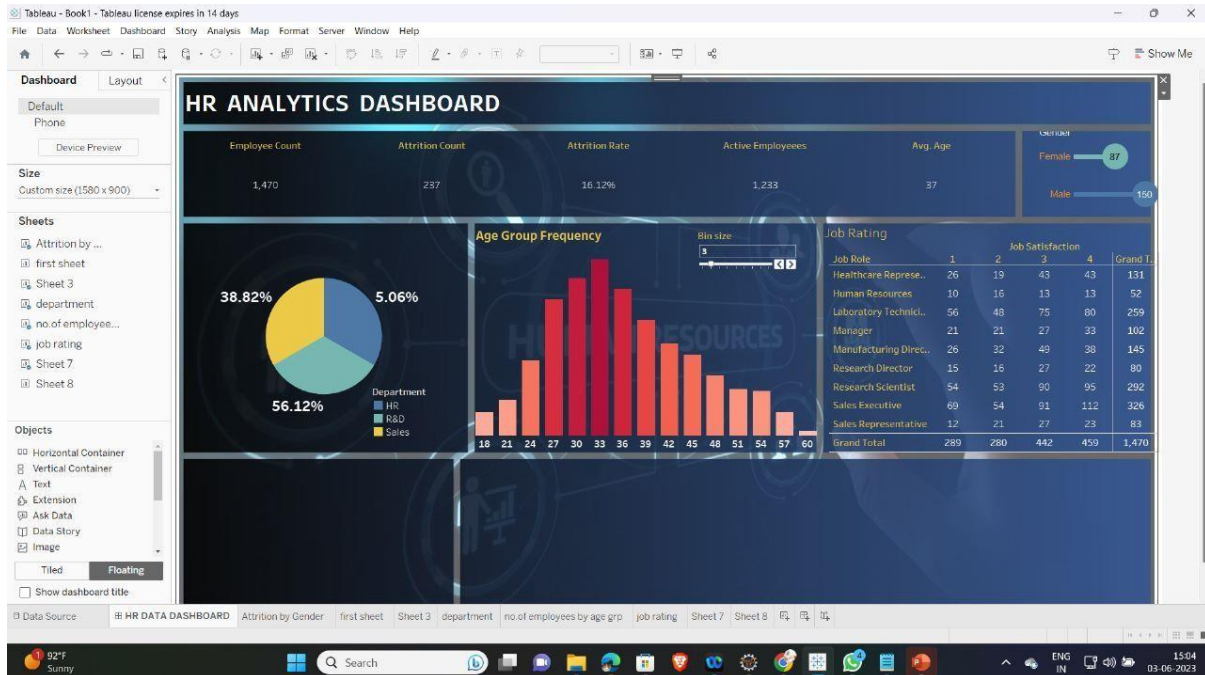 Tableau - Book1 - Tableau license expires in 14 days
File Data Worksheet Dashboard Story Analysis Map Format Server Window Help
Show Me
Dashboard Layout
Default
Phone
Device Preview
Size
Custom size (1580 x 900)
Sheets
Attrition by ...
first sheet
Sheet 3
department
no.of employee...
job rating
Sheet 7
Sheet 8
Objects
Horizontal Container
Vertical Container
Text
Extension
Ask Data
Data Story
Image
Tiled Floating
Show dashboard title
HR ANALYTICS DASHBOARD
Employee Count Attrition Count Attrition Rate Active Employeees Avg. Age
1,470 237 16.12% 1,233 37
Gender
Female 87
Male 150
38.82% 5.06%
56.12%
Department
HR
R&D
Sales
Age Group Frequency
Bin size
3
HUMAN RESOURCES
18 21 24 27 30 33 36 39 42 45 48 51 54 57 60
Job Rating
Job Satisfaction
Job Role 1 2 3 4 Grand T..
Healthcare Represe.. 26 19 43 43 131
Human Resources 10 16 13 13 52
Laboratory Technici.. 56 48 75 80 259
Manager 21 21 27 33 102
Manufacturing Direc.. 26 32 49 38 145
Research Director 15 16 27 22 80
Research Scientist 54 53 90 95 292
Sales Executive 69 54 91 112 326
Sales Representative 12 21 27 23 83
Grand Total 289 280 442 459 1,470
Data Source HR DATA DASHBOARD Attrition by Gender first sheet Sheet 3 department no.of employees by age grp job rating Sheet 7 Sheet 8
1
92°F
Sunny
Search
ENG
IN
15:04
03-06-2023